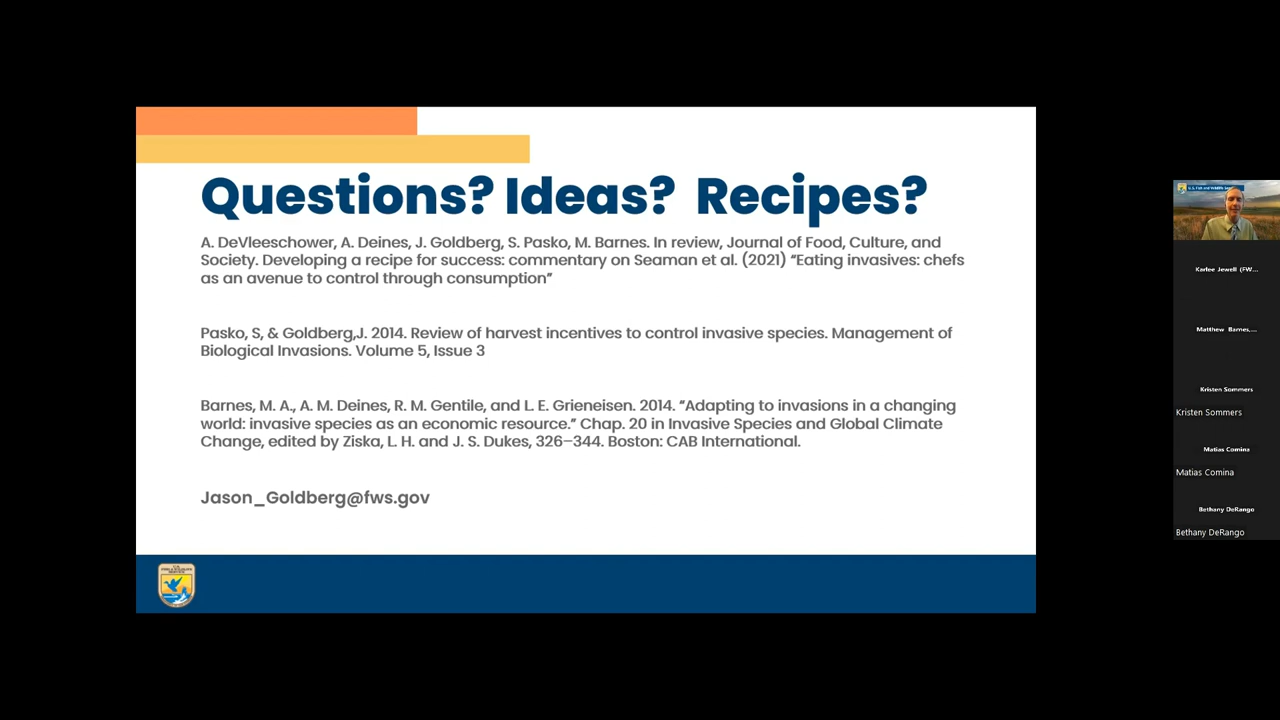 Questions? Ideas? Recipes?
A. DeVleeschower, A. Deines, J. Goldberg, S. Pasko, M. Barnes. In review, Journal of Food, Culture, and
Society. Developing a recipe for success: commentary on Seaman et al. (2021) “Eating invasives: chefs
as an avenue to control through consumption”
Pasko, S, & Goldberg,J. 2014. Review of harvest incentives to control invasive species. Management of
Biological Invasions. Volume 5, Issue 3
Barnes, M. A., A. M. Deines, R. M. Gentile, and L. E. Grieneisen. 2014. “Adapting to invasions in a changing
world: invasive species as an economic resource.” Chap. 20 in Invasive Species and Global Climate
Change, edited by Ziska, L. H. and J. S. Dukes, 326–344. Boston: CAB International.
Jason_Goldberg@fws.gov
Karlee Jewell (FW...
Matthew Barnes,...
Kristen Sommers
Kristen Sommers
Matias Comina
Matias Comina
Bethany DeRango
Bethany DeRango